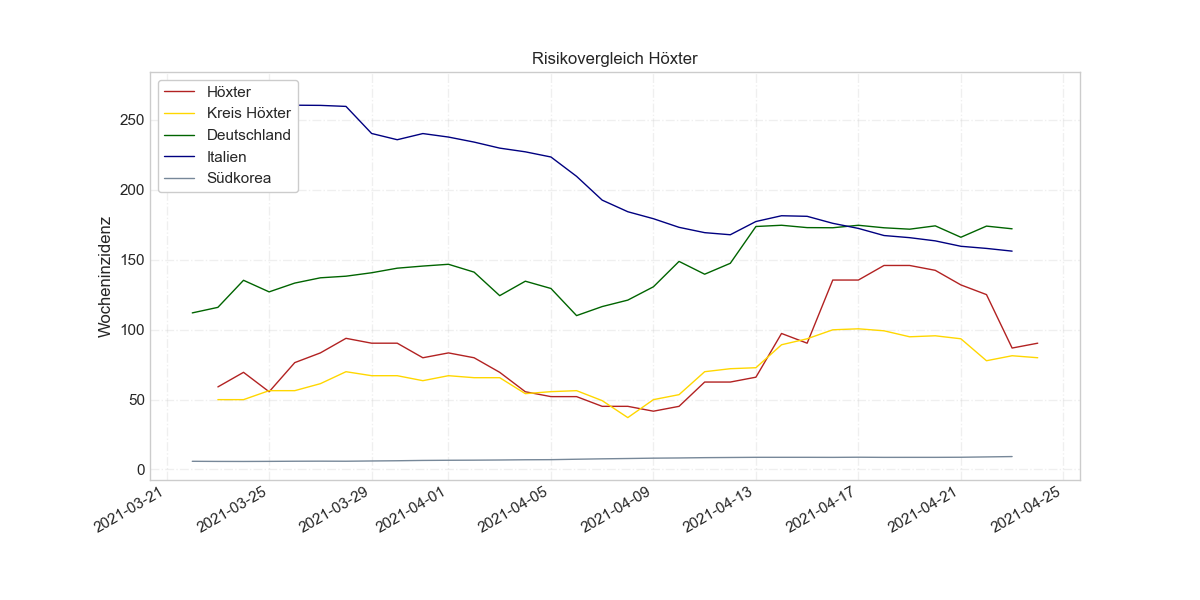 Risikovergleich Höxter
Höxter
Kreis Höxter
Deutschland
Italien
Südkorea
Wocheninzidenz
250
200
150
100
50
0
2021-03-21
2021-03-25
2021-03-29
2021-04-01
2021-04-05
2021-04-09
2021-04-13
2021-04-17
2021-04-21
2021-04-25